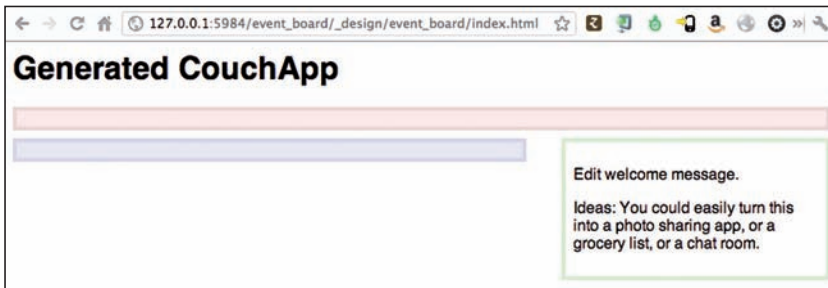 127.0.0.1:5984/event_board/_design/event_board/index.html
Generated CouchApp
Edit welcome message.
Ideas: You could easily turn this
into a photo sharing app, or a
grocery list, or a chat room.